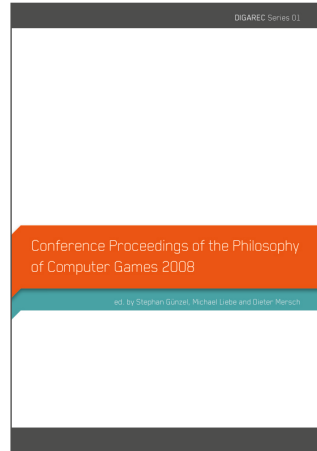 DIGAREC Series 01
Conference Proceedings of the Philosophy
of Computer Games 2008
ed. by Stephan Günzel, Michael Liebe and Dieter Mersch